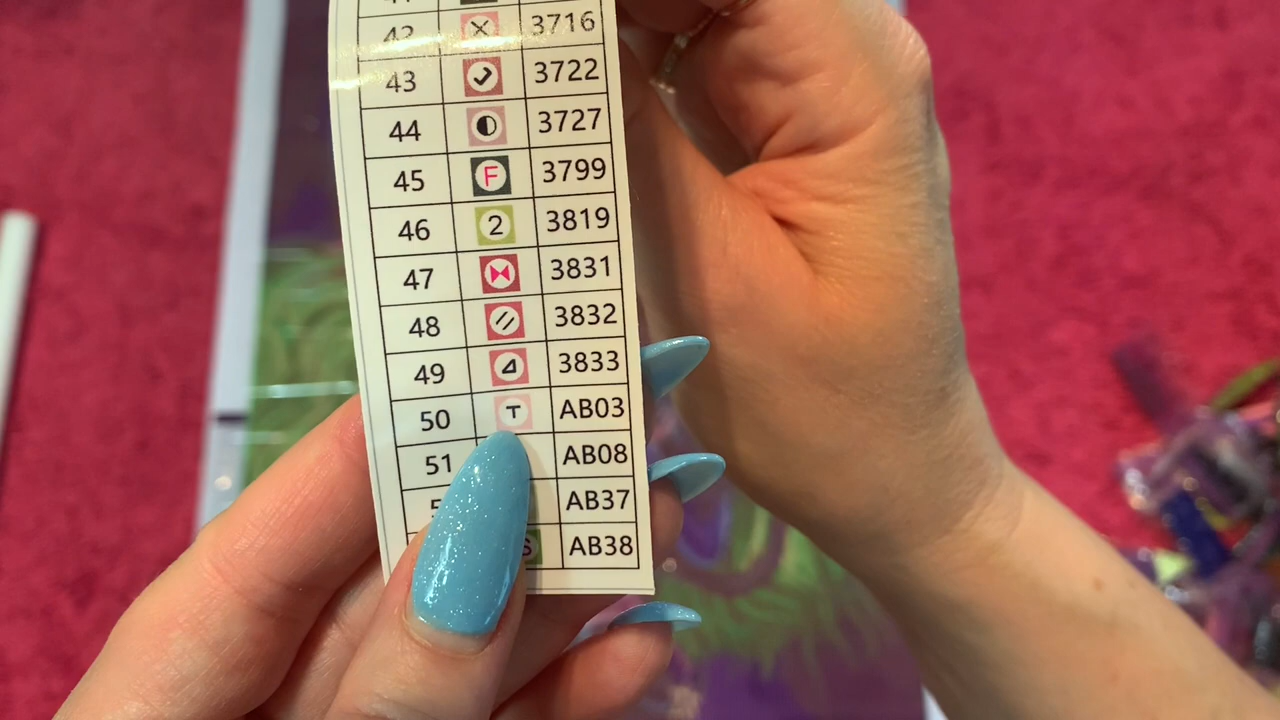 42 X 3716
43 3722
44 3727
45 F 3799
46 2 3819
47 3831
48 3832
49 3833
50 T AB03
51 AB08
AB37
S AB38